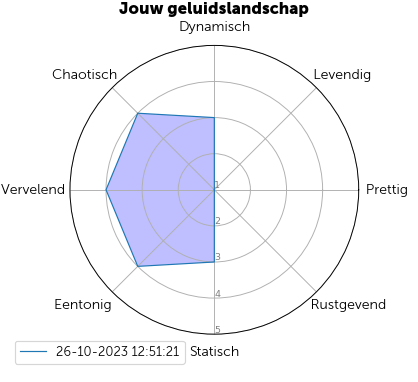 Jouw geluidslandschap
Dynamisch
Chaotisch
Levendig
Vervelend
1
Prettig
2
3
4
Eentonig
Rustgevend
5
26-10-2023 12:51:21
Statisch